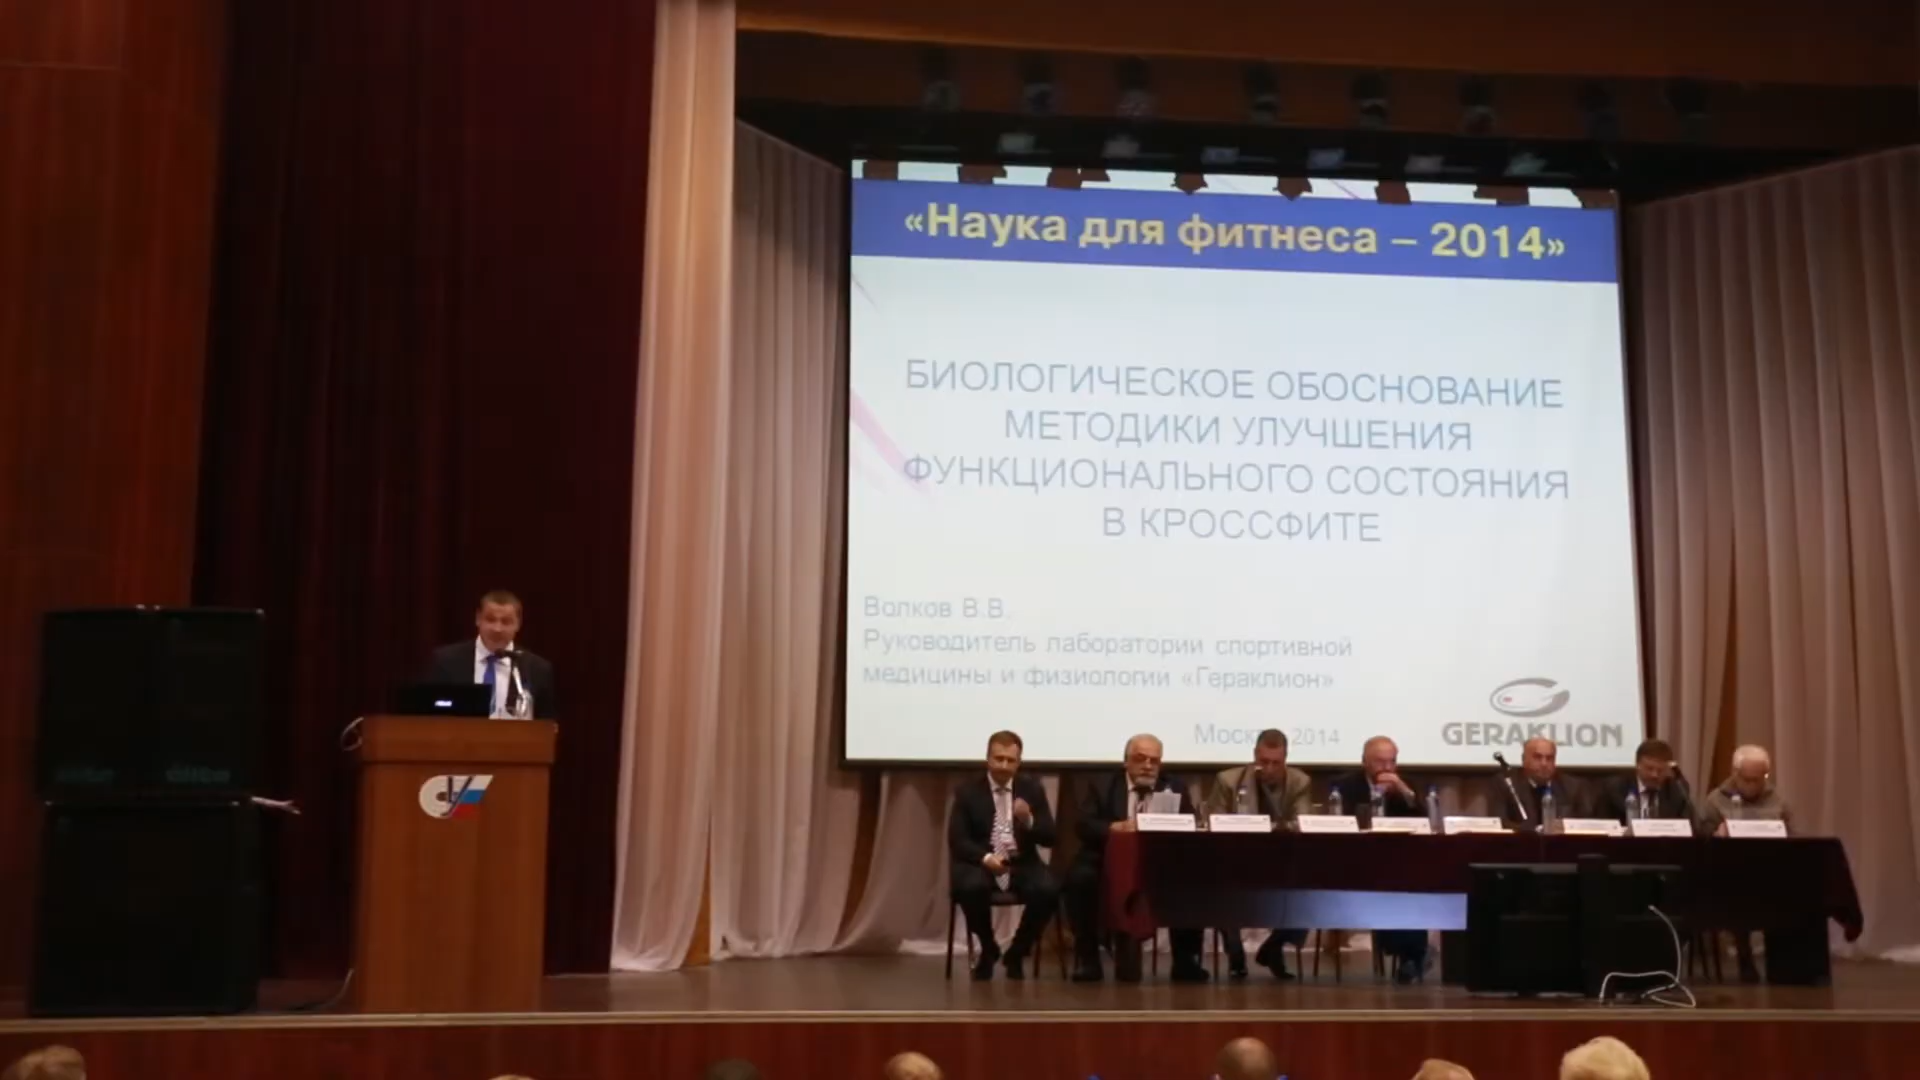 «Наука для фитнеса – 2014»
БИОЛОГИЧЕСКОЕ ОБОСНОВАНИЕ
МЕТОДИКИ УЛУЧШЕНИЯ
ФУНКЦИОНАЛЬНОГО СОСТОЯНИЯ
В КРОССФИТЕ
Волков В.В.
Руководитель лаборатории спортивной
медицины и физиологии «Гераклион»
2014
GERAKLION